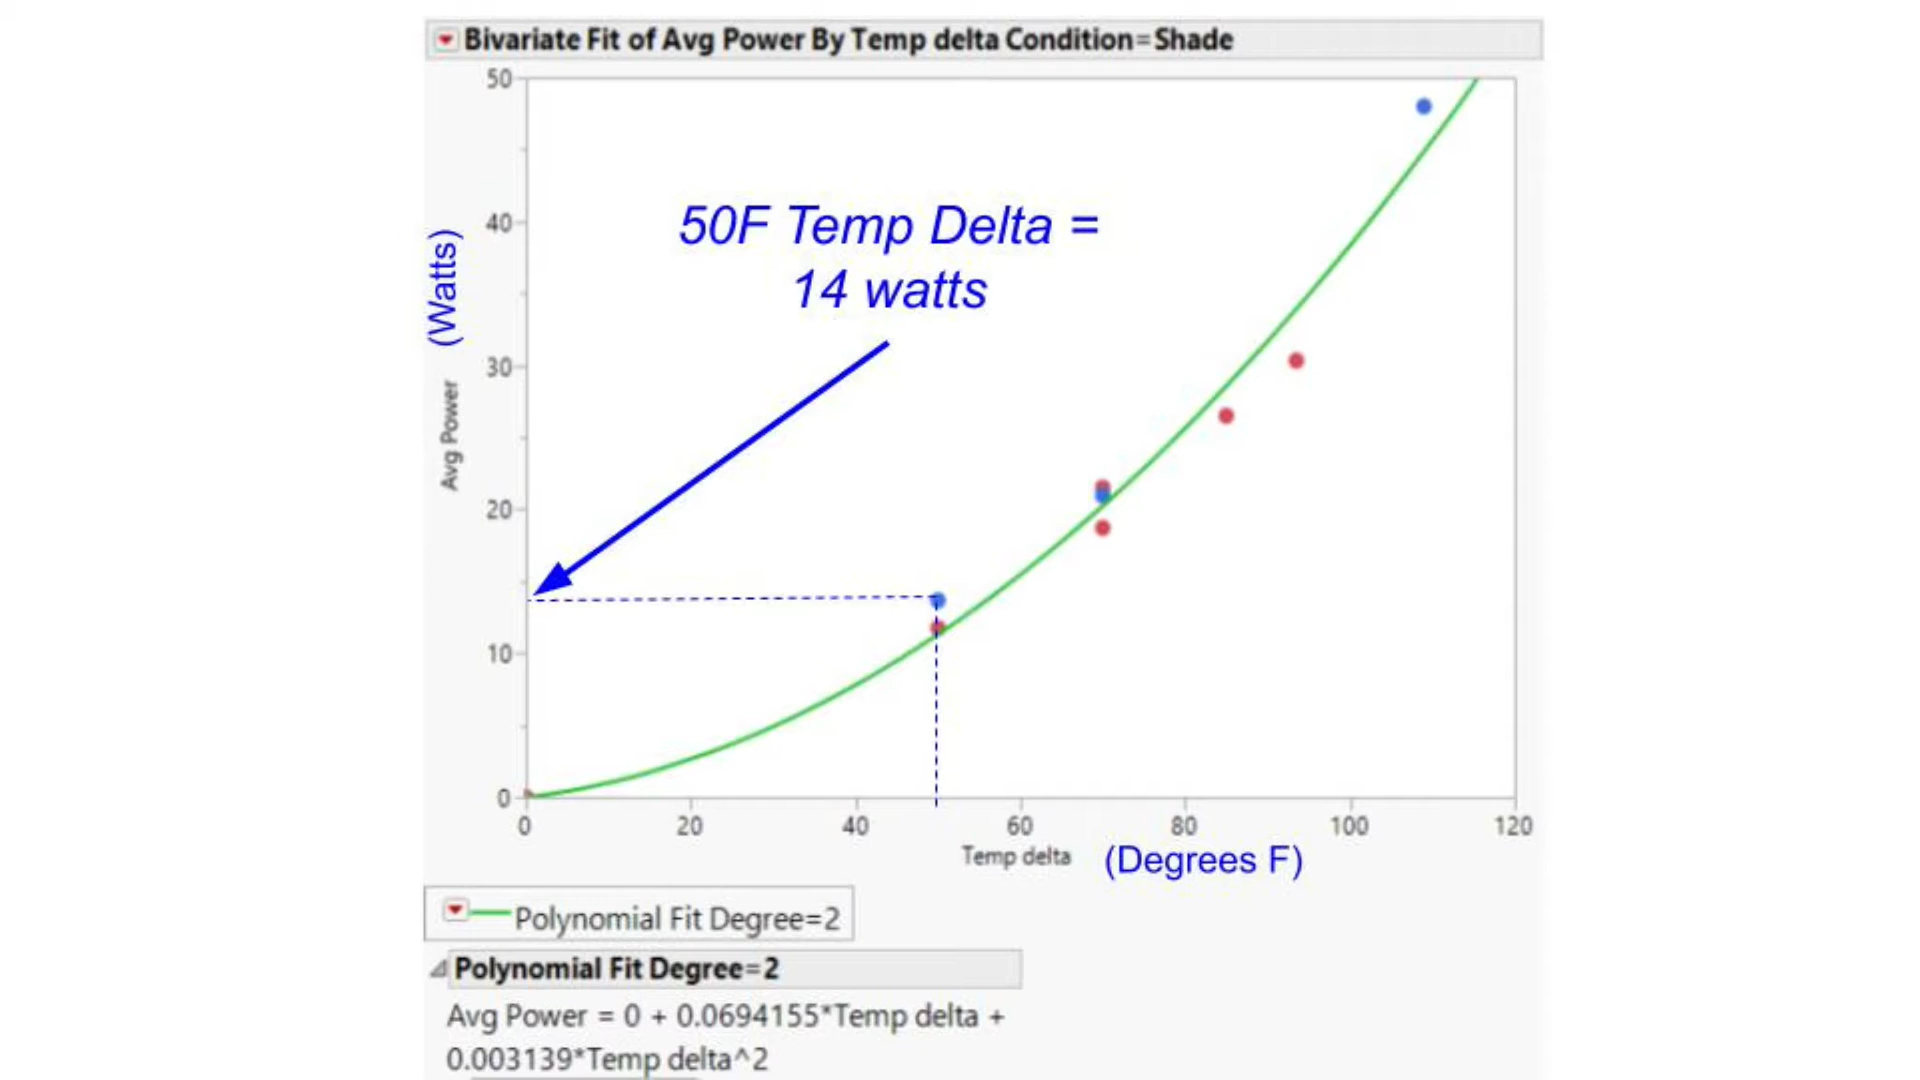 Bivariate Fit of Avg Power By Temp delta Condition=Shade
50
40
30
20
10
0
(Watts)
Avg Power
50F Temp Delta =
14 watts
0 20 40 60 80 100 120
Temp delta (Degrees F)
Polynomial Fit Degree=2
Polynomial Fit Degree=2
Avg Power = 0 + 0.0694155*Temp delta +
0.003139*Temp delta^2